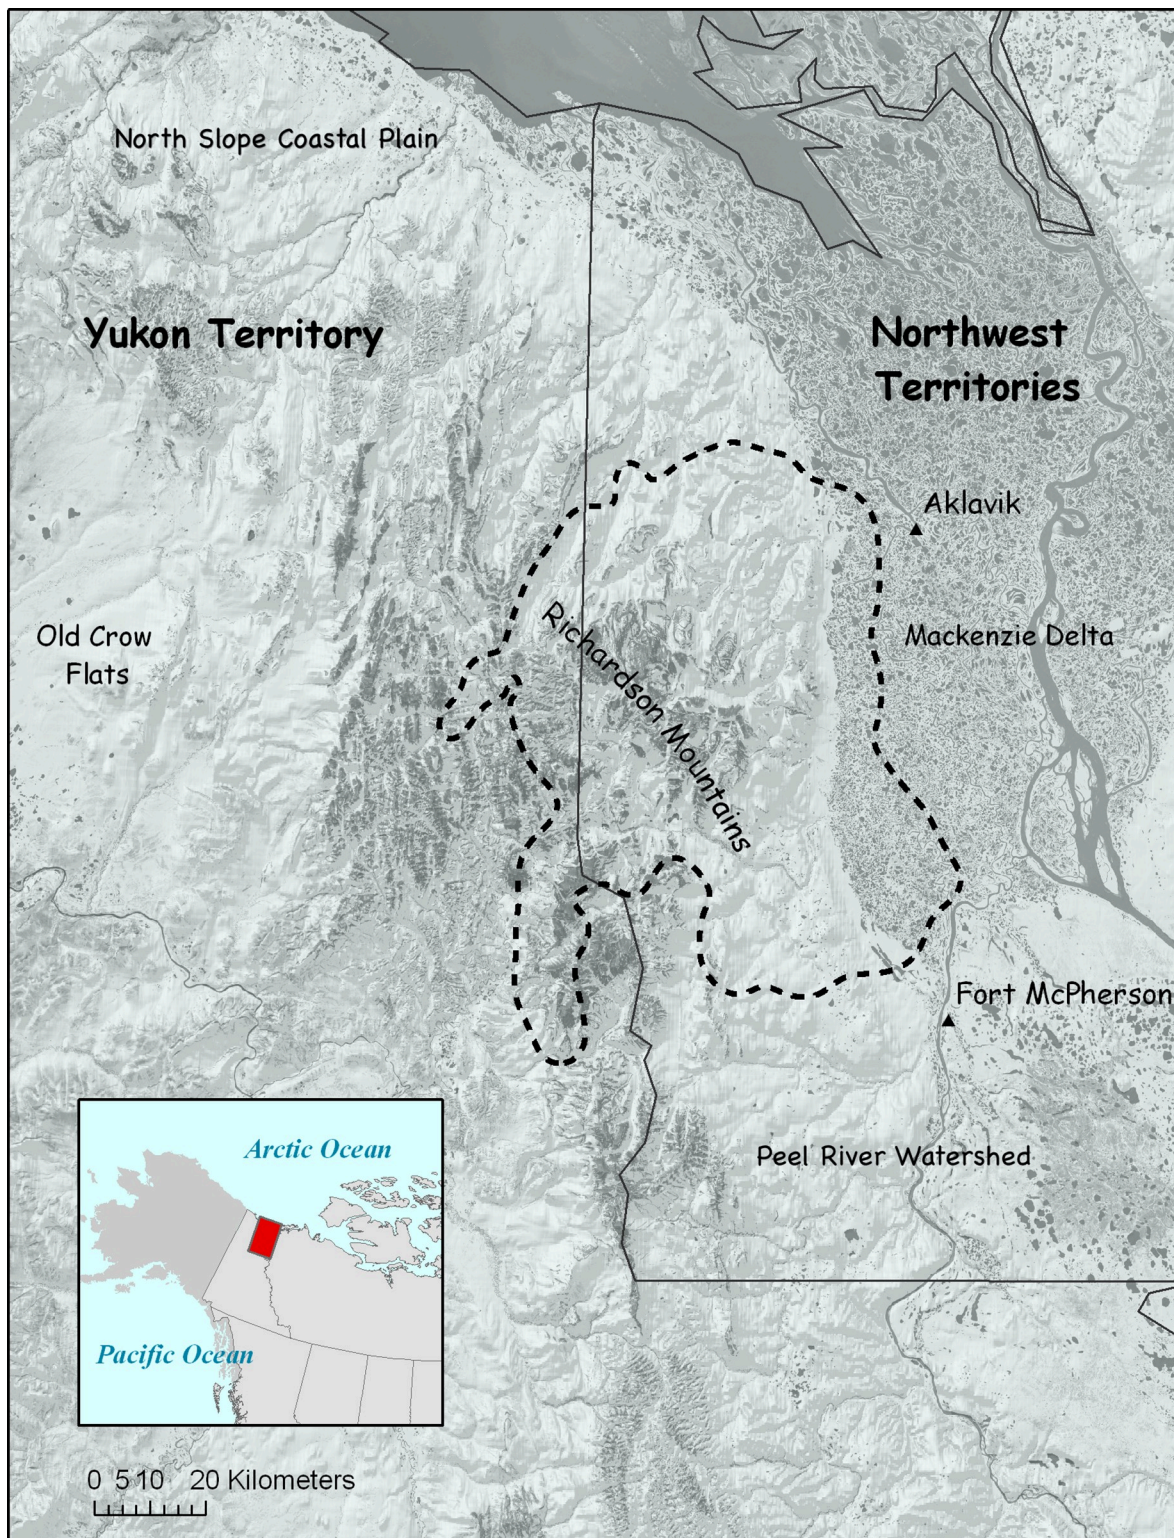 North Slope Coastal Plain
Yukon Territory
Northwest
Territories
Aklavik
Old Crow
Flats
Richardson Mountains
Mackenzie Delta
Fort McPherson
Peel River Watershed
Arctic Ocean
Pacific Ocean
0 5 10 20 Kilometers